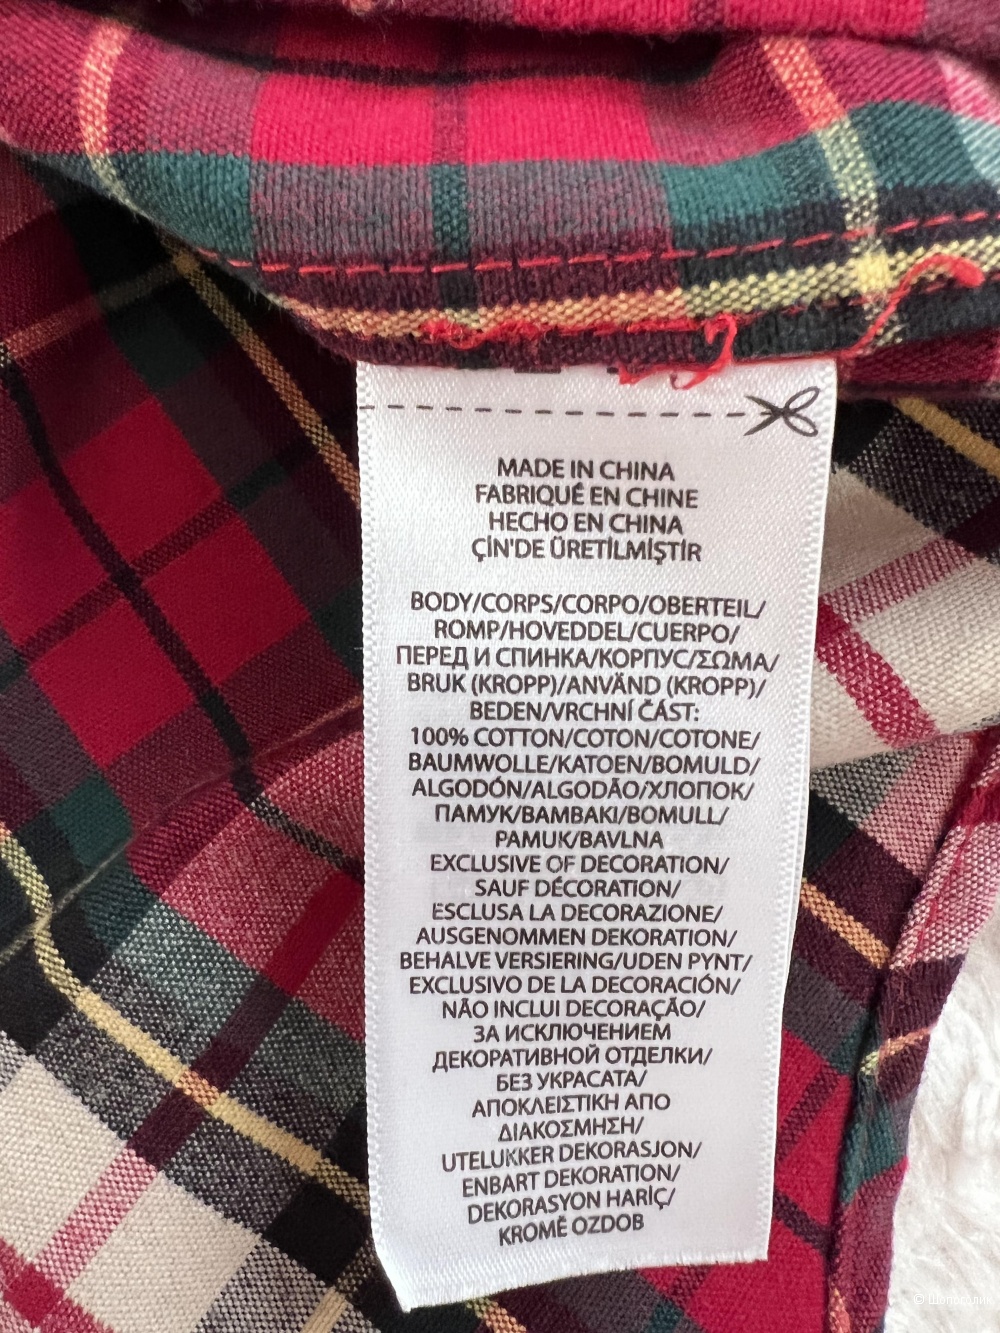 MADE IN CHINA
FABRIQUÉ EN CHINE
HECHO EN CHINA
ÇİN'DE ÜRETİLMİŞTİR
BODY/CORPS/CORPO/OBERTEIL/
ROMP/HOVEDDEL/CUERPO/
ПЕРЕД И СПИНКА/КОРПУС/ΣΩΜΑ/
BRUK (KROPP)/ANVÄND (KROPP)/
BEDEN/VRCHNÍ ČÁST:
100% COTTON/COTON/COTONE/
BAUMWOLLE/KATOEN/BOMULD/
ALGODÓN/ALGODÃO/ХЛОПОК/
ПАМУК/ΒΑΜΒΑΚΙ/BOMULL/
PAMUK/BAVLNA
EXCLUSIVE OF DECORATION/
SAUF DÉCORATION/
ESCLUSA LA DECORAZIONE/
AUSGENOMMEN DEKORATION/
BEHALVE VERSIERING/UDEN PYNT/
EXCLUSIVO DE LA DECORACIÓN/
NÃO INCLUI DECORAÇÃO/
ЗА ИСКЛЮЧЕНИЕМ
ДЕКОРАТИВНОЙ ОТДЕЛКИ/
БЕЗ УКРАСАТА/
ΑΠΟΚΛΕΙΣΤΙΚΗ ΑΠΟ
ΔΙΑΚΟΣΜΗΣΗ/
UTELUKKER DEKORASJON/
ENBART DEKORATION/
DEKORASYON HARİÇ/
KROMĚ OZDOB